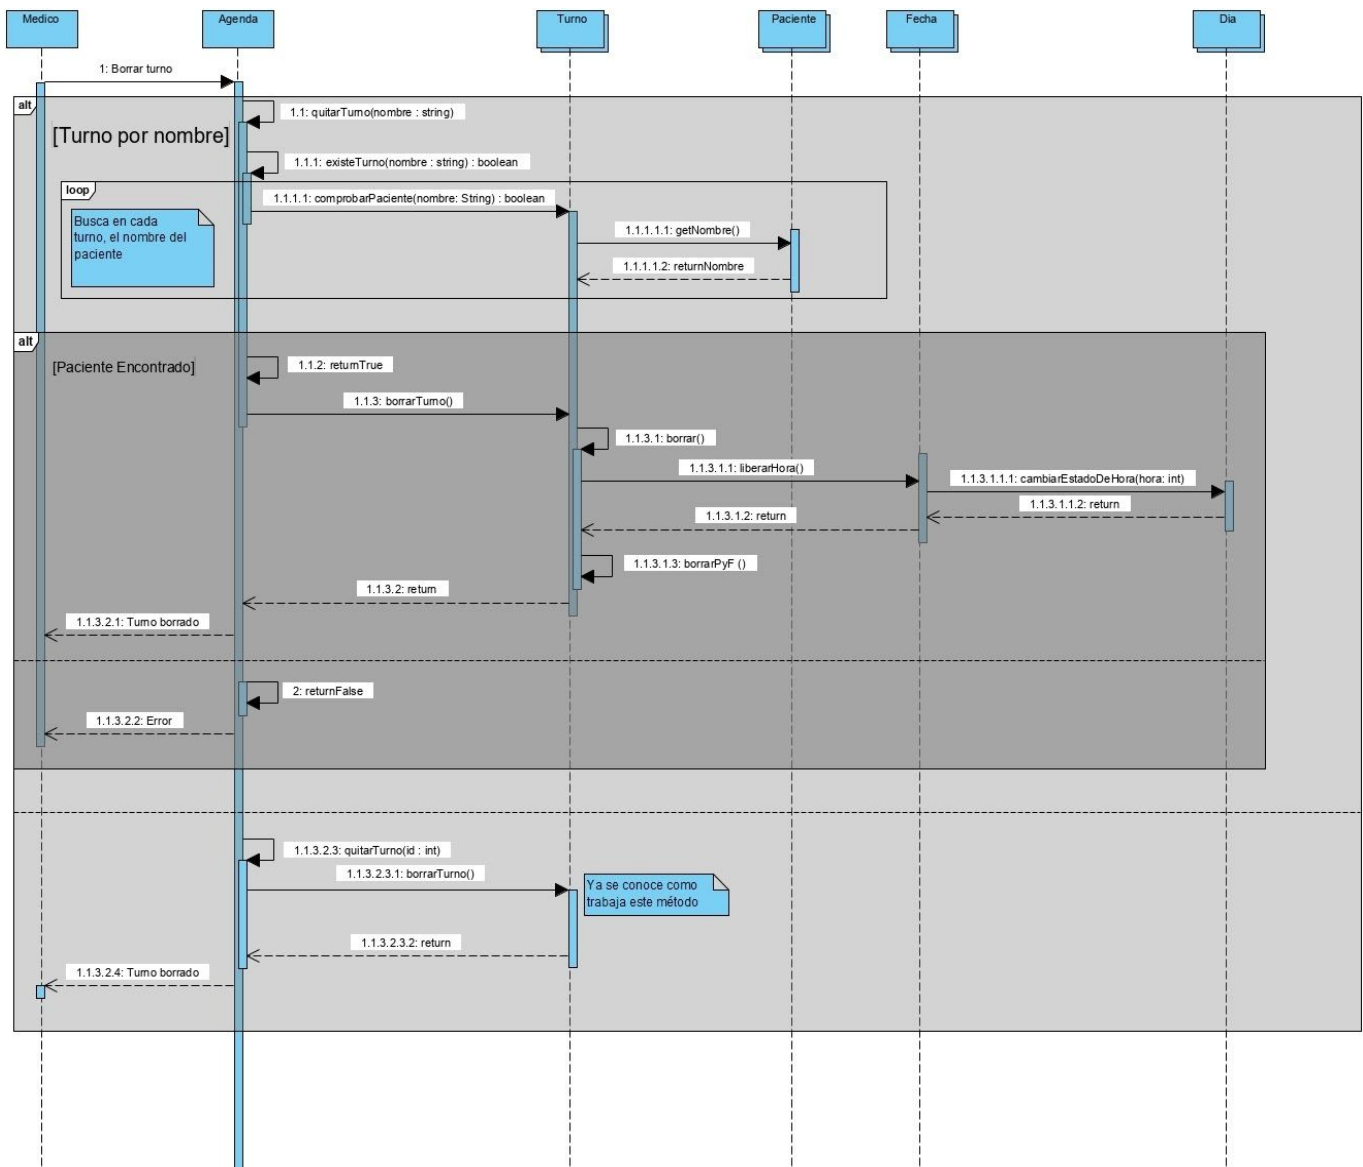 Medico
Agenda
Turno
Paciente
Fecha
Dia
1: Borrar turno
alt
1.1: quitarTurno(nombre : string)
[Turno por nombre]
1.1.1: existeTurno(nombre : string) : boolean
loop
1.1.1.1: comprobarPaciente(nombre: String) : boolean
Busca en cada
turno, el nombre del
paciente
1.1.1.1.1: getNombre()
1.1.1.1.2: returnNombre
alt
[Paciente Encontrado]
1.1.2: returnTrue
1.1.3: borrarTurno()
1.1.3.1: borrar()
1.1.3.1.1: liberarHora()
1.1.3.1.1.1: cambiarEstadoDeHora(hora: int)
1.1.3.1.1.2: return
1.1.3.1.2: return
1.1.3.1.3: borrarPyF ()
1.1.3.2: return
1.1.3.2.1: Turno borrado
2: returnFalse
1.1.3.2.2: Error
1.1.3.2.3: quitarTurno(id : int)
1.1.3.2.3.1: borrarTurno()
Ya se conoce como
trabaja este método
1.1.3.2.3.2: return
1.1.3.2.4: Turno borrado